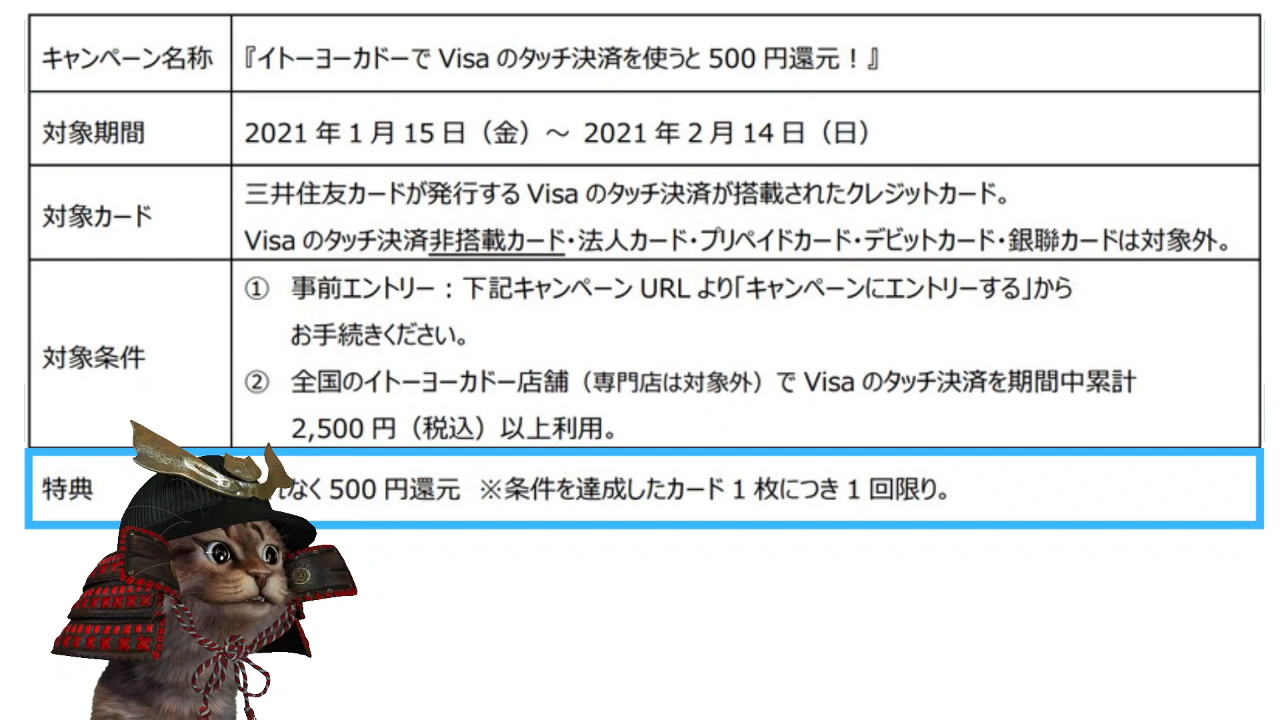 キャンペーン名称
『イトーヨーカドーで Visa のタッチ決済を使うと 500 円還元！』
対象期間
2021 年 1 月 15 日（金）～ 2021 年 2 月 14 日（日）
対象カード
三井住友カードが発行する Visa のタッチ決済が搭載されたクレジットカード。
Visa のタッチ決済非搭載カード・法人カード・プリペイドカード・デビットカード・銀聯カードは対象外。
対象条件
① 事前エントリー：下記キャンペーン URL より「キャンペーンにエントリーする」から
お手続きください。
② 全国のイトーヨーカドー店舗（専門店は対象外）で Visa のタッチ決済を期間中累計
2,500 円（税込）以上利用。
特典
れなく 500 円還元 ※条件を達成したカード 1 枚につき 1 回限り。